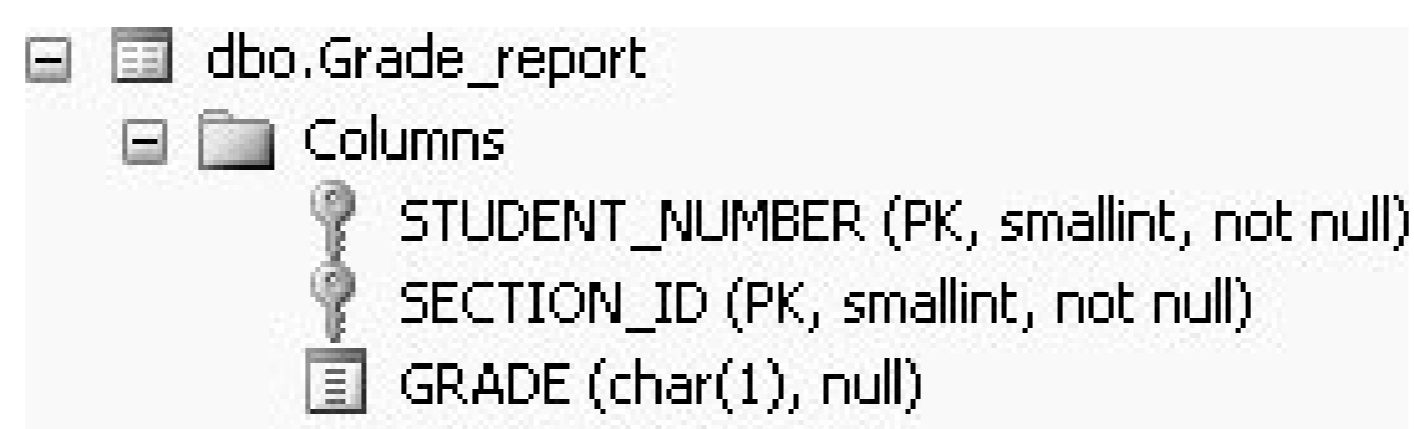 dbo.Grade_report
Columns
STUDENT_NUMBER (PK, smallint, not null)
SECTION_ID (PK, smallint, not null)
GRADE (char(1), null)